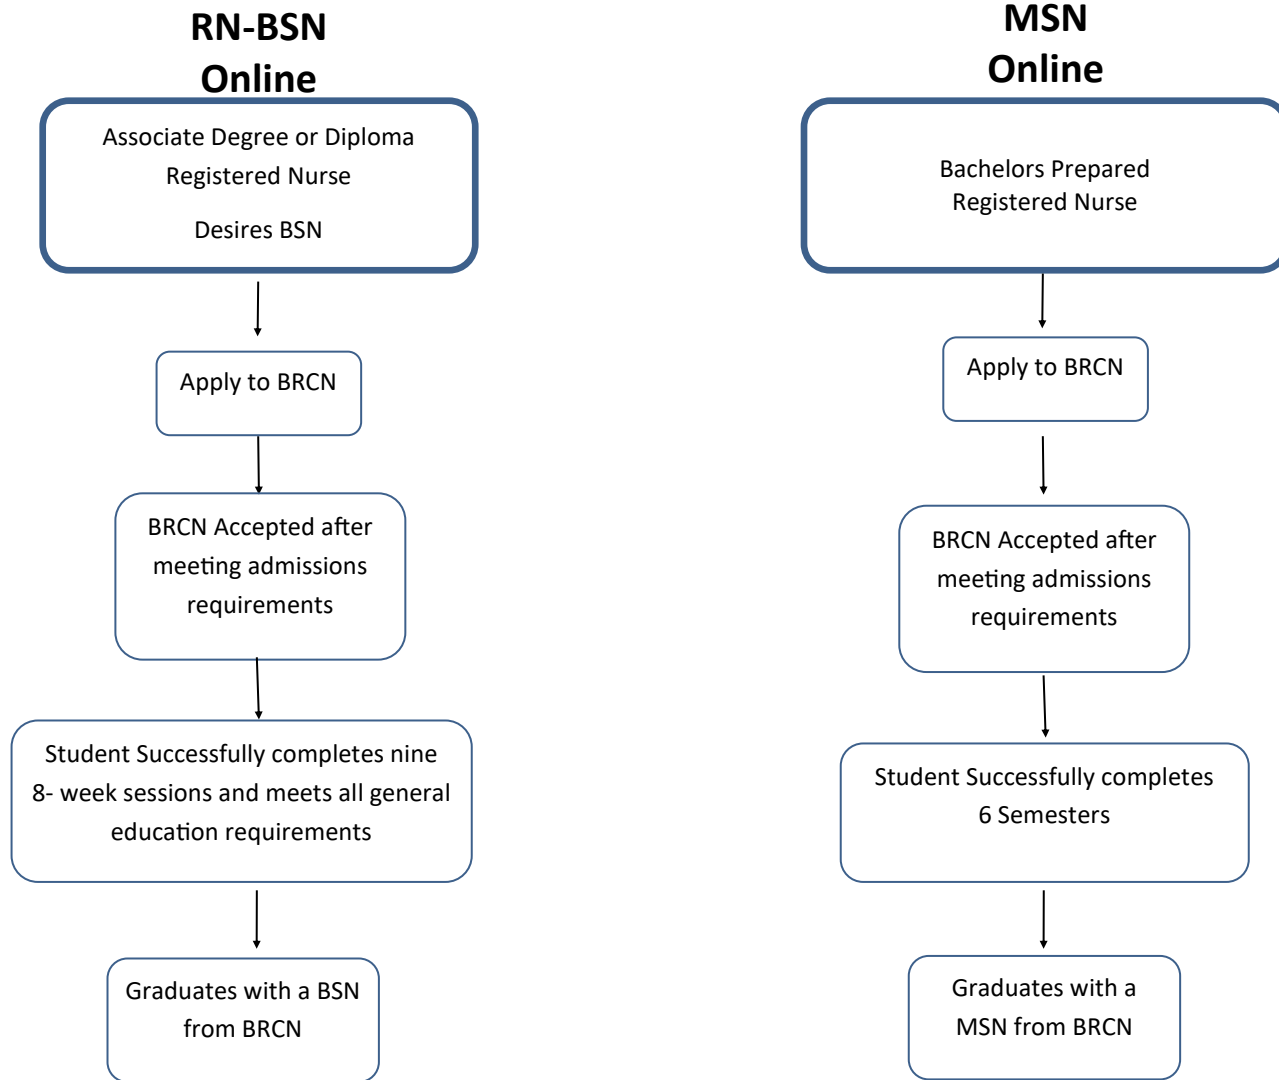 RN-BSN
Online
Associate Degree or Diploma
Registered Nurse
Desires BSN
Apply to BRCN
BRCN Accepted after
meeting admissions
requirements
Student Successfully completes nine
8- week sessions and meets all general
education requirements
Graduates with a BSN
from BRCN
MSN
Online
Bachelors Prepared
Registered Nurse
Apply to BRCN
BRCN Accepted after
meeting admissions
requirements
Student Successfully completes
6 Semesters
Graduates with a
MSN from BRCN